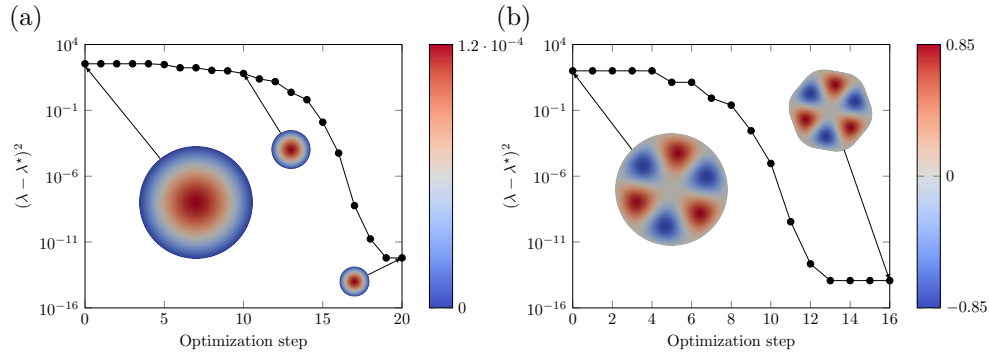 (a)
(b)
10^4
10^−1
10^−6
10^−11
10^−16
(λ − λ*)^2
0 5 10 15 20
Optimization step
1.2 · 10^−4
0
10^4
10^−1
10^−6
10^−11
10^−16
(λ − λ*)^2
0 2 4 6 8 10 12 14 16
Optimization step
0.85
0
−0.85